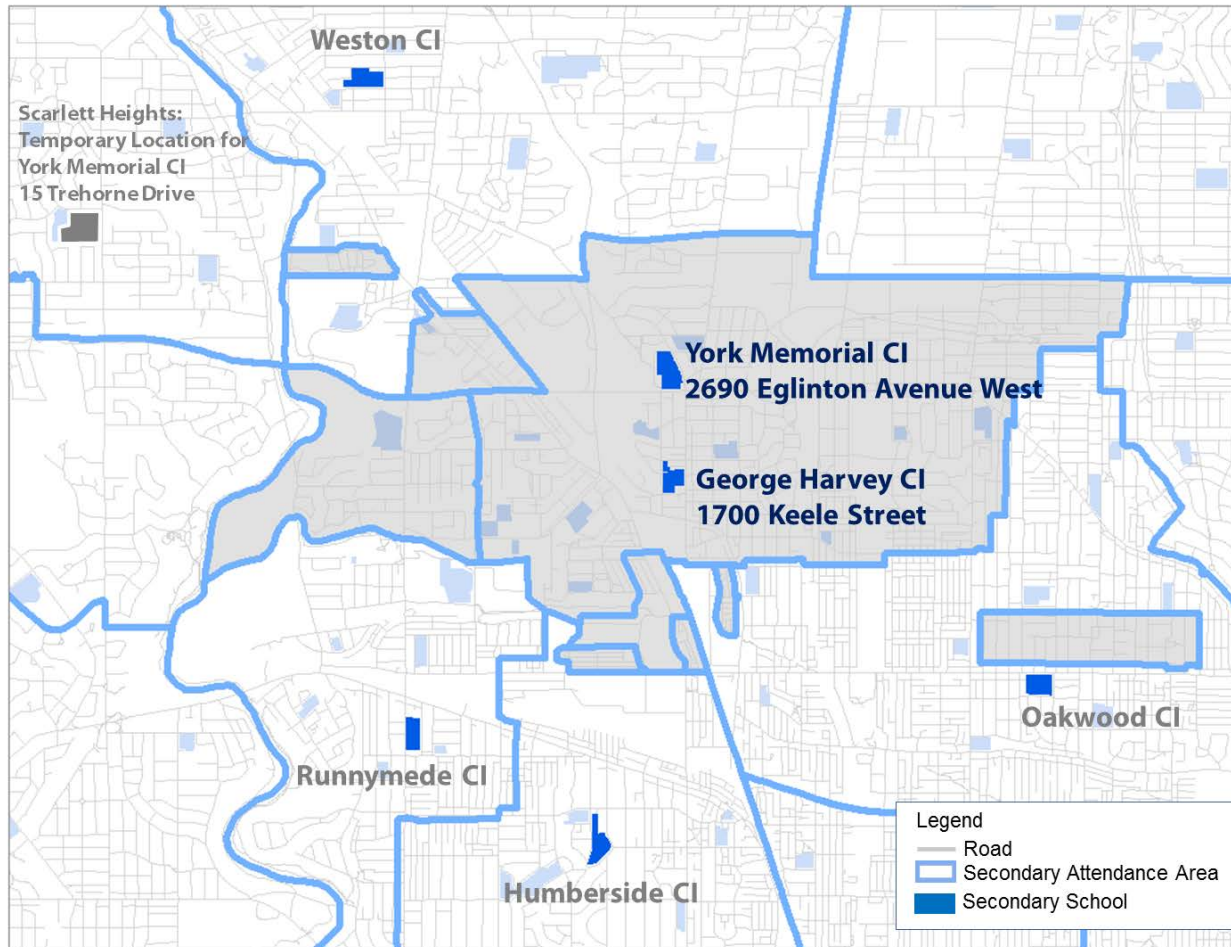 Weston CI
Scarlett Heights:
Temporary Location for
York Memorial CI
15 Trehorne Drive
York Memorial CI
2690 Eglinton Avenue West
George Harvey CI
1700 Keele Street
Oakwood CI
Runnymede CI
Humberside CI
Legend
Road
Secondary Attendance Area
Secondary School